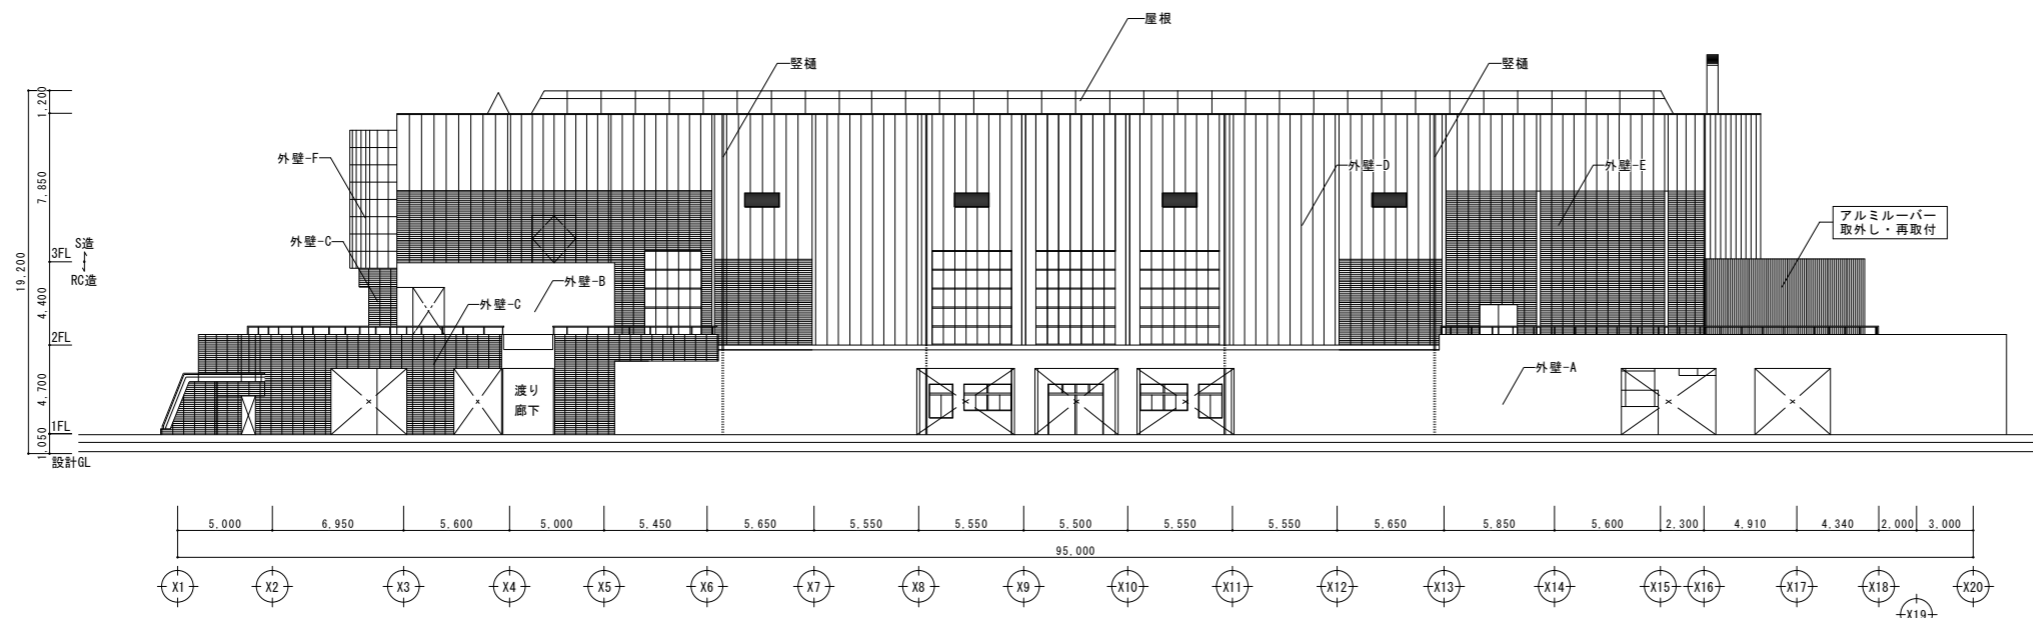 屋根
竪樋
竪樋
外壁-F
外壁-D
外壁-E
アルミルーバー
取外し・再取付
外壁-C
外壁-B
外壁-C
外壁-A
渡り
廊下
1,200
7,850
4,400
4,700
1,050
19,200
3FL
S造
RC造
2FL
1FL
設計GL
5,000
6,950
5,600
5,000
5,450
5,650
5,550
5,550
5,500
5,550
5,550
5,650
5,850
5,600
2,300
4,910
4,340
2,000
3,000
95,000
X1
X2
X3
X4
X5
X6
X7
X8
X9
X10
X11
X12
X13
X14
X15
X16
X17
X18
X19
X20